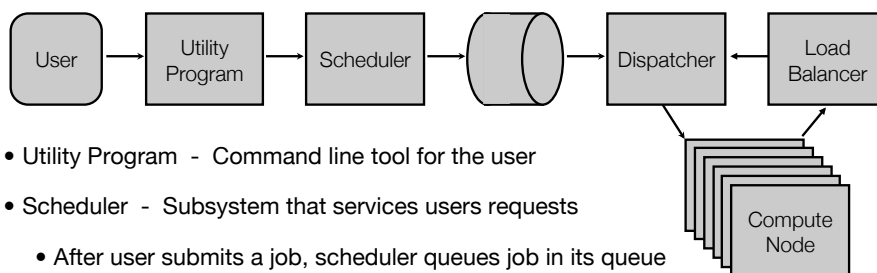 User
Utility
Program
Scheduler
Dispatcher
Load
Balancer
• Utility Program - Command line tool for the user
• Scheduler - Subsystem that services users requests
Compute
Node
• After user submits a job, scheduler queues job in its queue